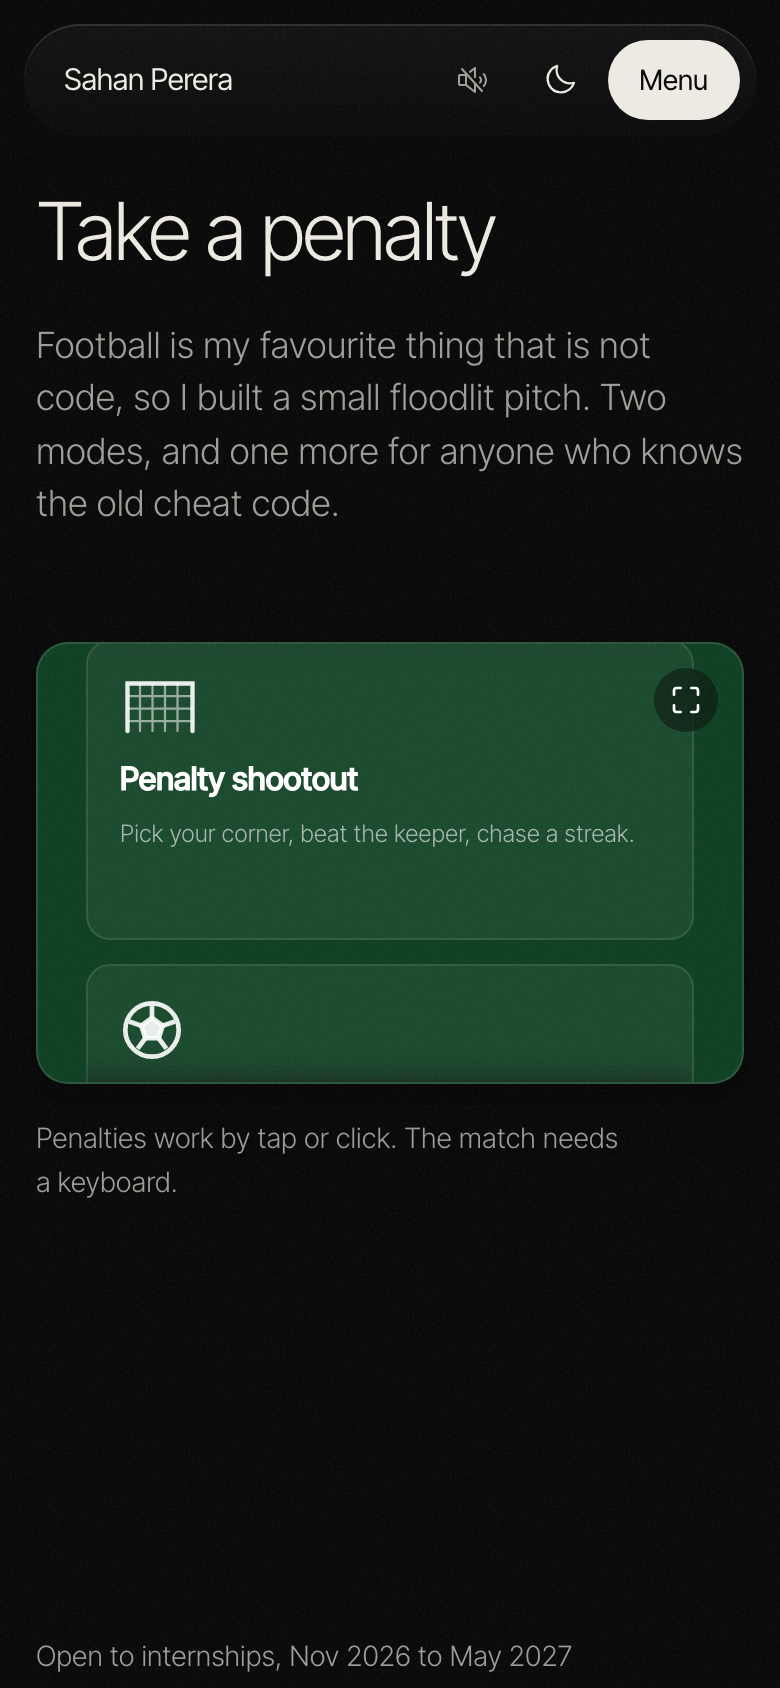 Sahan Perera
Menu
Take a penalty
Football is my favourite thing that is not
code, so I built a small floodlit pitch. Two
modes, and one more for anyone who knows
the old cheat code.
Penalty shootout
Pick your corner, beat the keeper, chase a streak.
Penalties work by tap or click. The match needs
a keyboard.
Open to internships, Nov 2026 to May 2027